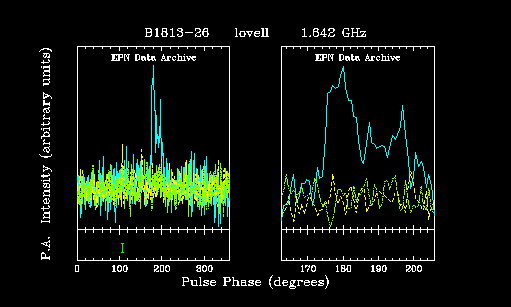 B1813-26 lovell 1.642 GHz
EPN Data Archive EPN Data Archive
P.A. Intensity (arbitrary units)
0 100 200 300 170 180 190 200
Pulse Phase (degrees)